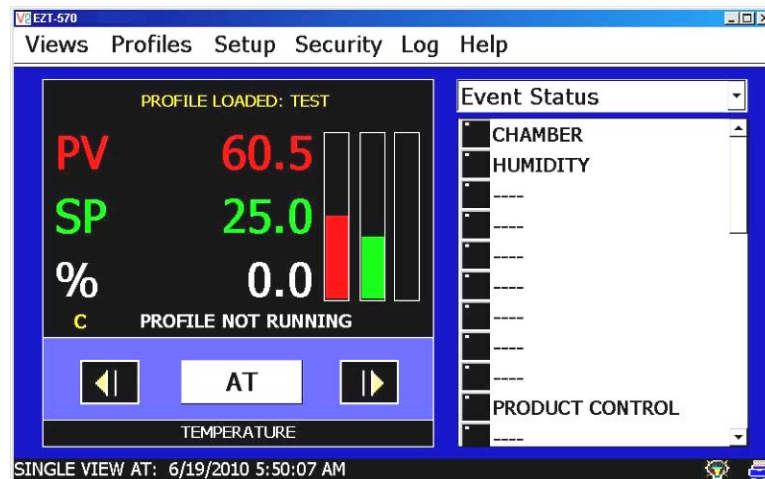 EZT-570
Views Profiles Setup Security Log Help
PROFILE LOADED: TEST
PV 60.5
SP 25.0
% 0.0
C PROFILE NOT RUNNING
AT
TEMPERATURE
Event Status
CHAMBER
HUMIDITY
----
----
----
----
----
----
----
PRODUCT CONTROL
----
SINGLE VIEW AT: 6/19/2010 5:50:07 AM